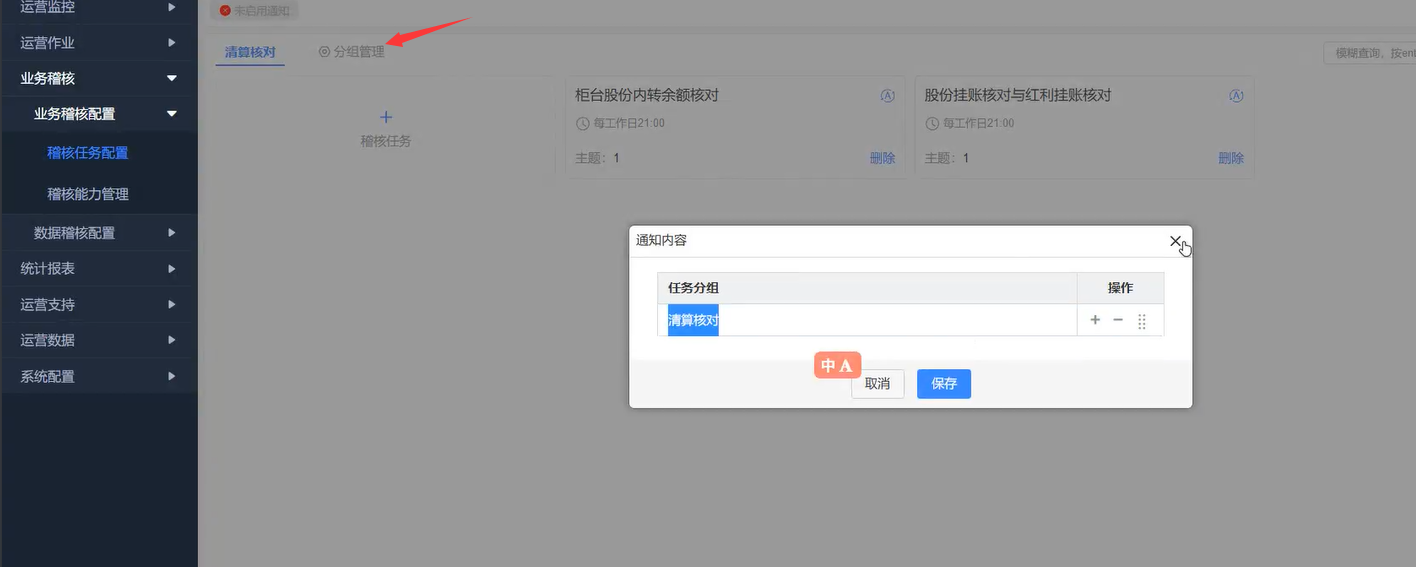 运营监控
运营作业
业务稽核
业务稽核配置
稽核任务配置
稽核能力管理
数据稽核配置
统计报表
运营支持
运营数据
系统配置
未启用通知
清算核对
分组管理
模糊查询，按ent
稽核任务
柜台股份内转余额核对
每工作日21:00
主题：1
删除
股份挂账核对与红利挂账核对
每工作日21:00
主题：1
删除
通知内容
任务分组 操作
清算核对
中 A
取消 保存